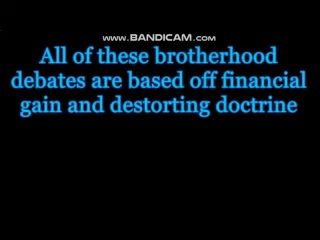 www.BANDICAM.com
All of these brotherhood
debates are based off financial
gain and destorting doctrine